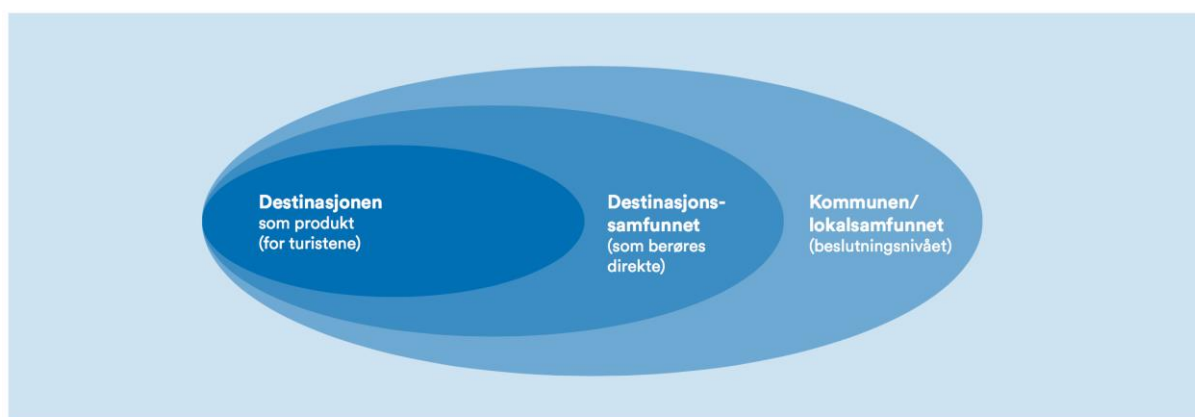 Destinasjonen
som produkt
(for turistene)
Destinasjons-
samfunnet
(som berøres
direkte)
Kommunen/
lokalsamfunnet
(beslutningsnivået)